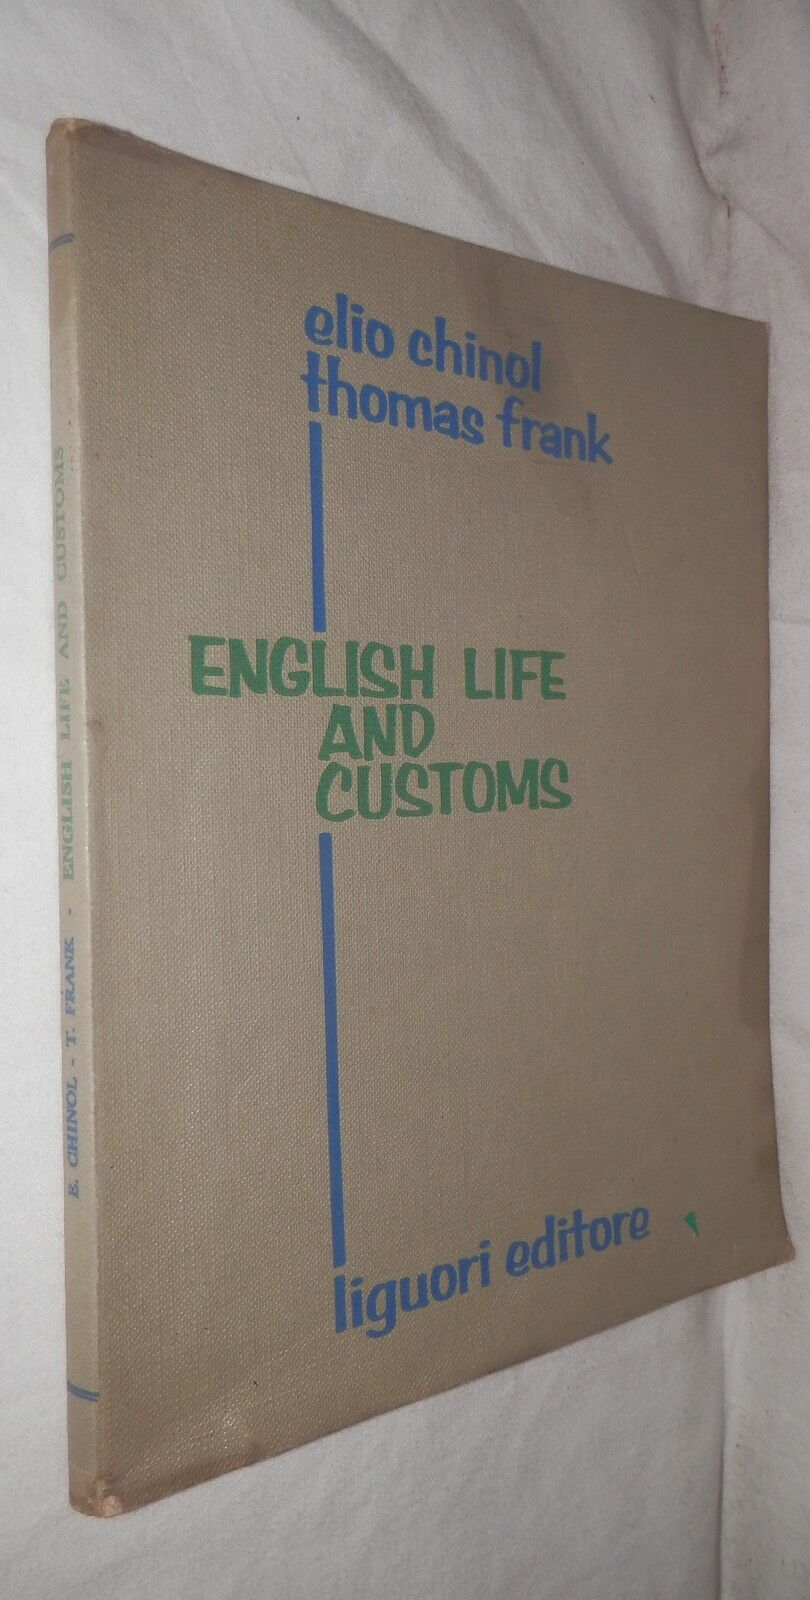 elio chinol
thomas frank
ENGLISH LIFE
AND
CUSTOMS
liguori editore
E. CHINOL - T. FRANK - ENGLISH LIFE AND CUSTOMS